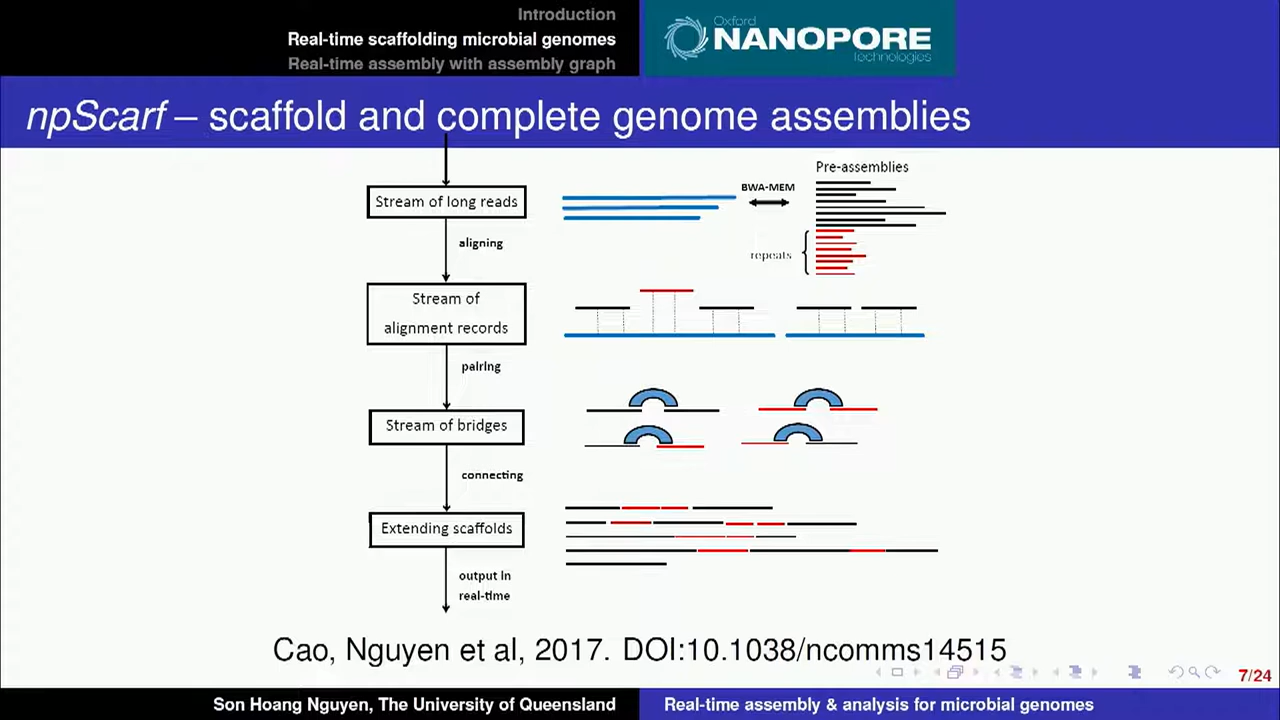 Introduction
Real-time scaffolding microbial genomes
Real-time assembly with assembly graph
Oxford
NANOPORE
Technologies
npScarf – scaffold and complete genome assemblies
Pre-assemblies
BWA-MEM
Stream of long reads
aligning
repeats
Stream of
alignment records
pairing
Stream of bridges
connecting
Extending scaffolds
output in
real-time
Cao, Nguyen et al, 2017. DOI:10.1038/ncomms14515
7/24
Son Hoang Nguyen, The University of Queensland
Real-time assembly & analysis for microbial genomes